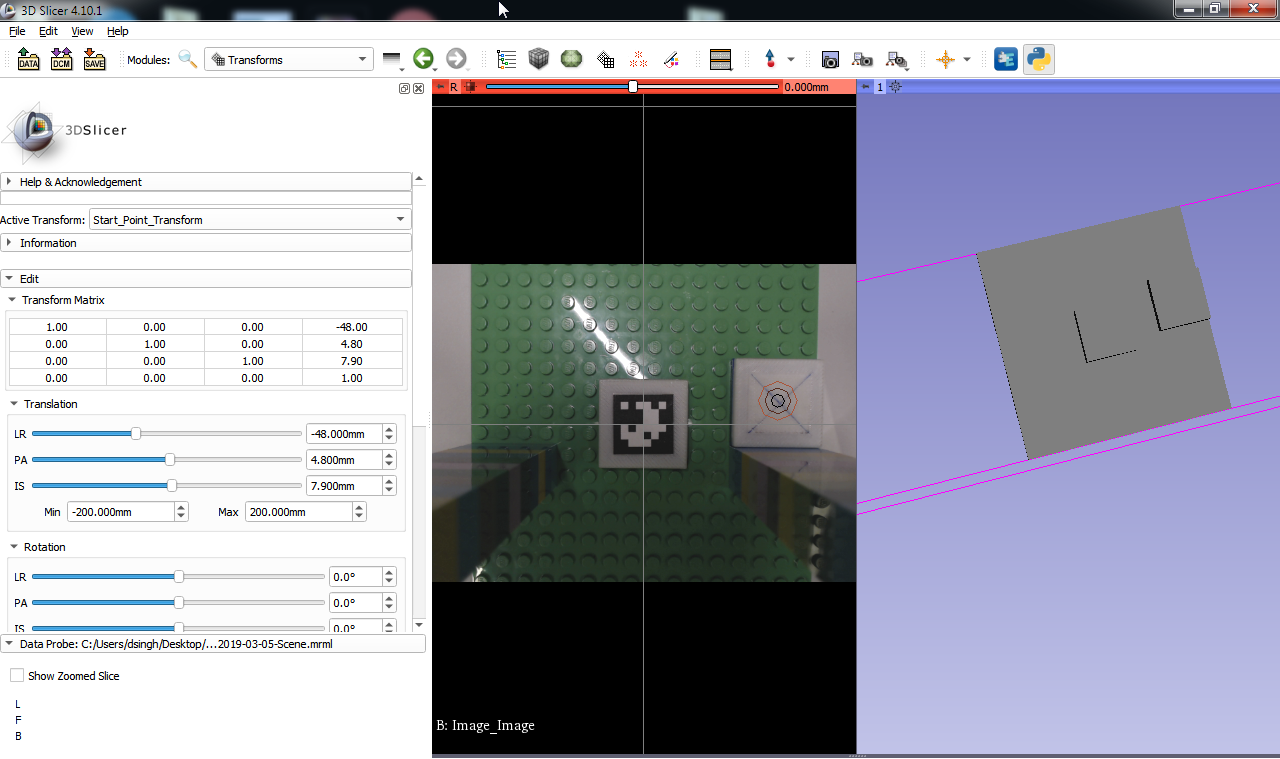 3D Slicer 4.10.1
File Edit View Help
DATA DCM SAVE Modules: Transforms
R 0.000mm 1
3DSlicer
Help & Acknowledgement
Active Transform: Start_Point_Transform
Information
Edit
Transform Matrix
1.00 0.00 0.00 -48.00
0.00 1.00 0.00 4.80
0.00 0.00 1.00 7.90
0.00 0.00 0.00 1.00
Translation
LR -48.000mm
PA 4.800mm
IS 7.900mm
Min -200.000mm Max 200.000mm
Rotation
LR 0.0°
PA 0.0°
IS 0.0°
Data Probe: C:/Users/dsingh/Desktop/...2019-03-05-Scene.mrml
Show Zoomed Slice
L
F
B
B: Image_Image